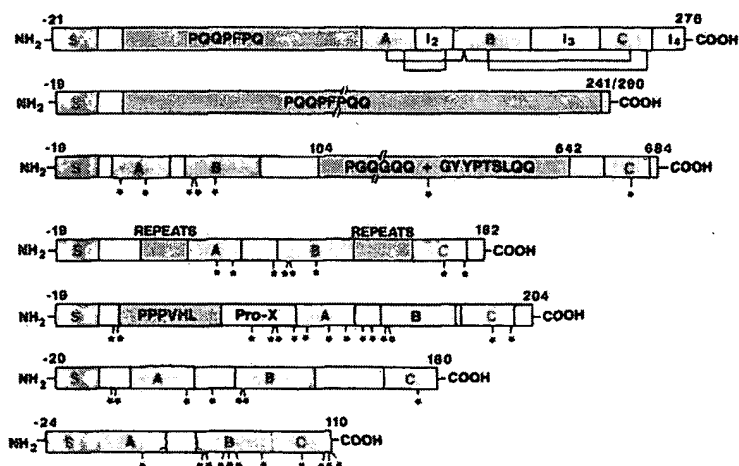 -21 276
NH₂ S PQQPFPQ A I₂ B I₃ C I₄ COOH
-19 241/290
NH₂ S PQQPFPQQ COOH
-19 104 642 684
NH₂ S A B PGQGQQ + GYYPTSLQQ C COOH
* * * * * * *
-19 REPEATS REPEATS 182
NH₂ S A B C COOH
* * * * * * * *
-19 204
NH₂ S PPPVHL Pro-X A B C COOH
* * * * * * * * * * * * * * *
-20 180
NH₂ S A B C COOH
* * * * * * *
-24 110
NH₂ S A B C COOH